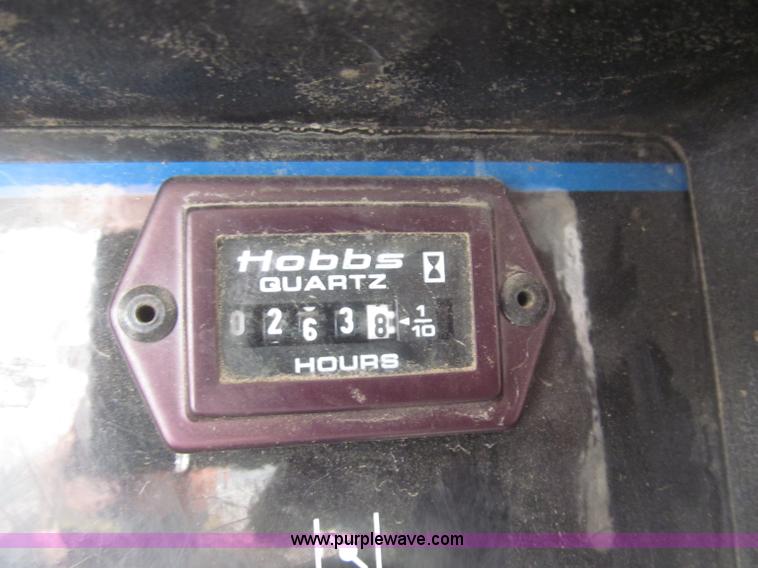 Hobbs
QUARTZ
0 2 6 3 8 1/10
HOURS
www.purplewave.com